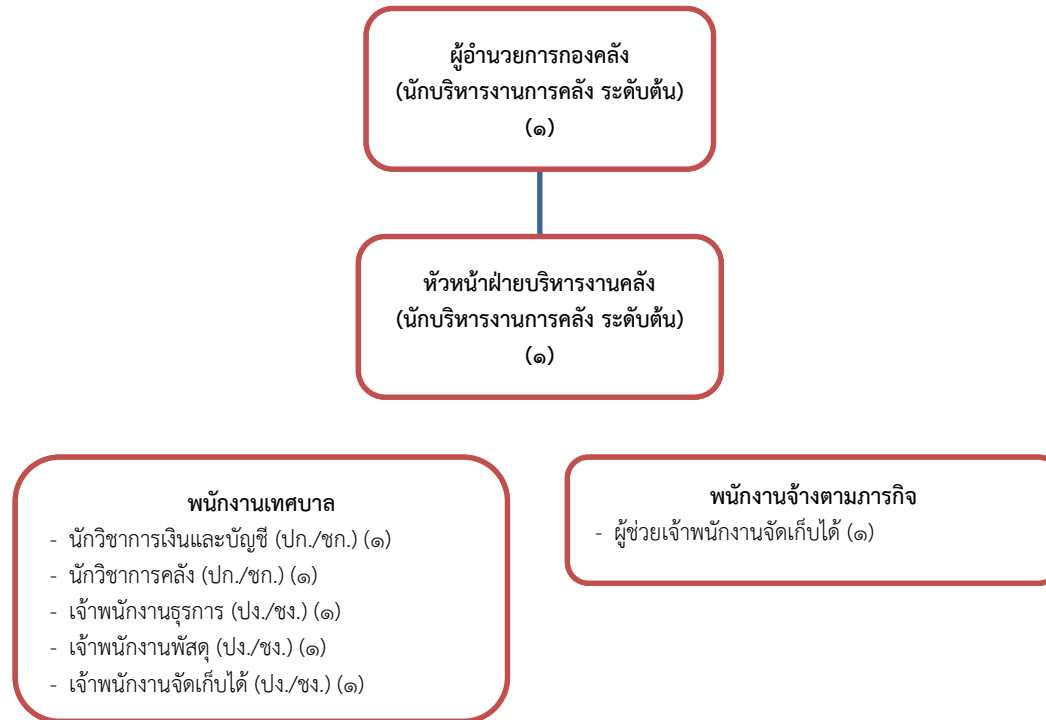 ผู้อำนวยการกองคลัง
(นักบริหารงานการคลัง ระดับต้น)
(๑)
หัวหน้าฝ่ายบริหารงานคลัง
(นักบริหารงานการคลัง ระดับต้น)
(๑)
พนักงานเทศบาล
- นักวิชาการเงินและบัญชี (ปก./ชก.) (๑)
- นักวิชาการคลัง (ปก./ชก.) (๑)
- เจ้าพนักงานธุรการ (ปง./ชง.) (๑)
- เจ้าพนักงานพัสดุ (ปง./ชง.) (๑)
- เจ้าพนักงานจัดเก็บได้ (ปง./ชง.) (๑)
พนักงานจ้างตามภารกิจ
- ผู้ช่วยเจ้าพนักงานจัดเก็บได้ (๑)